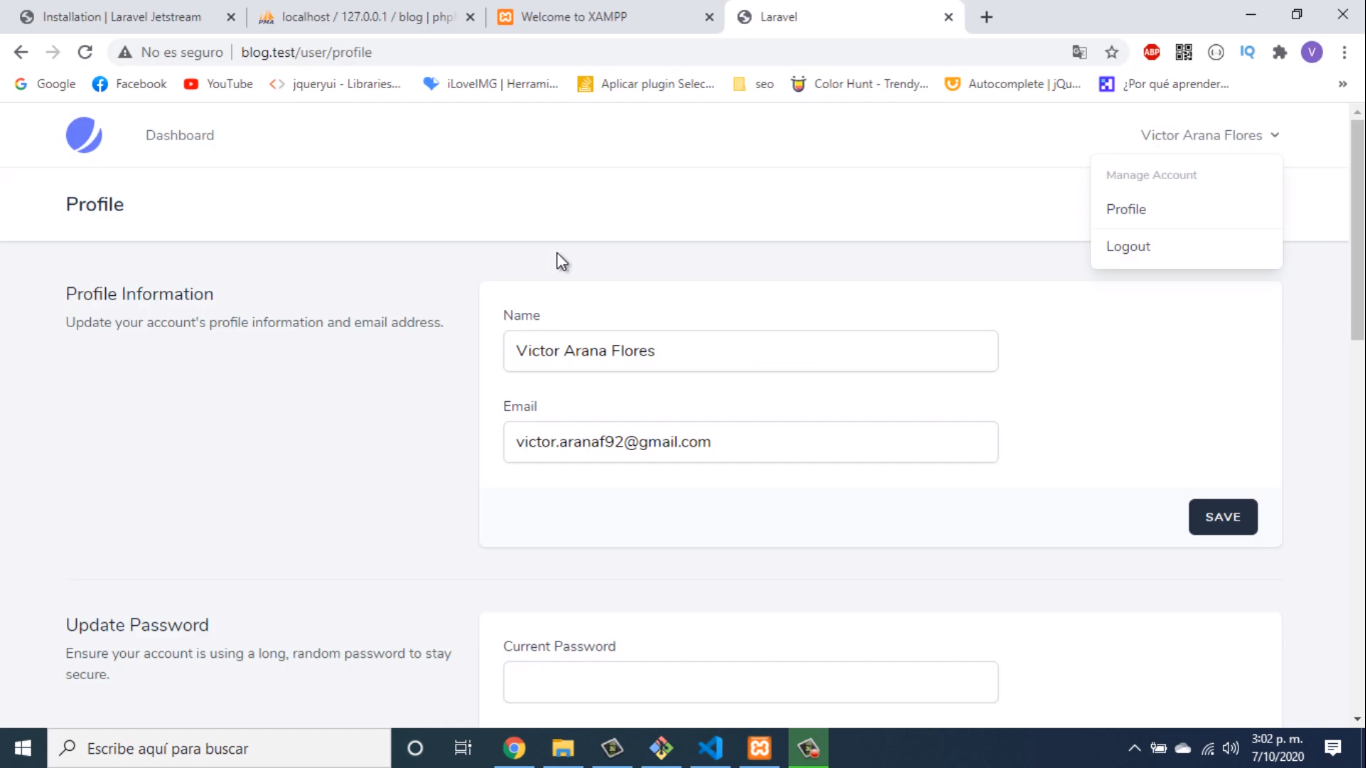 Installation | Laravel Jetstream
localhost / 127.0.0.1 / blog | php
Welcome to XAMPP
Laravel
No es seguro
blog.test/user/profile
ABP
IQ
V
Google
Facebook
YouTube
jqueryui - Libraries...
iLoveIMG | Herrami...
Aplicar plugin Selec...
seo
Color Hunt - Trendy...
Autocomplete | jQu...
¿Por qué aprender...
Dashboard
Victor Arana Flores
Manage Account
Profile
Logout
Profile
Profile Information
Update your account's profile information and email address.
Name
Victor Arana Flores
Email
victor.aranaf92@gmail.com
SAVE
Update Password
Ensure your account is using a long, random password to stay
secure.
Current Password
Escribe aquí para buscar
3:02 p. m.
7/10/2020